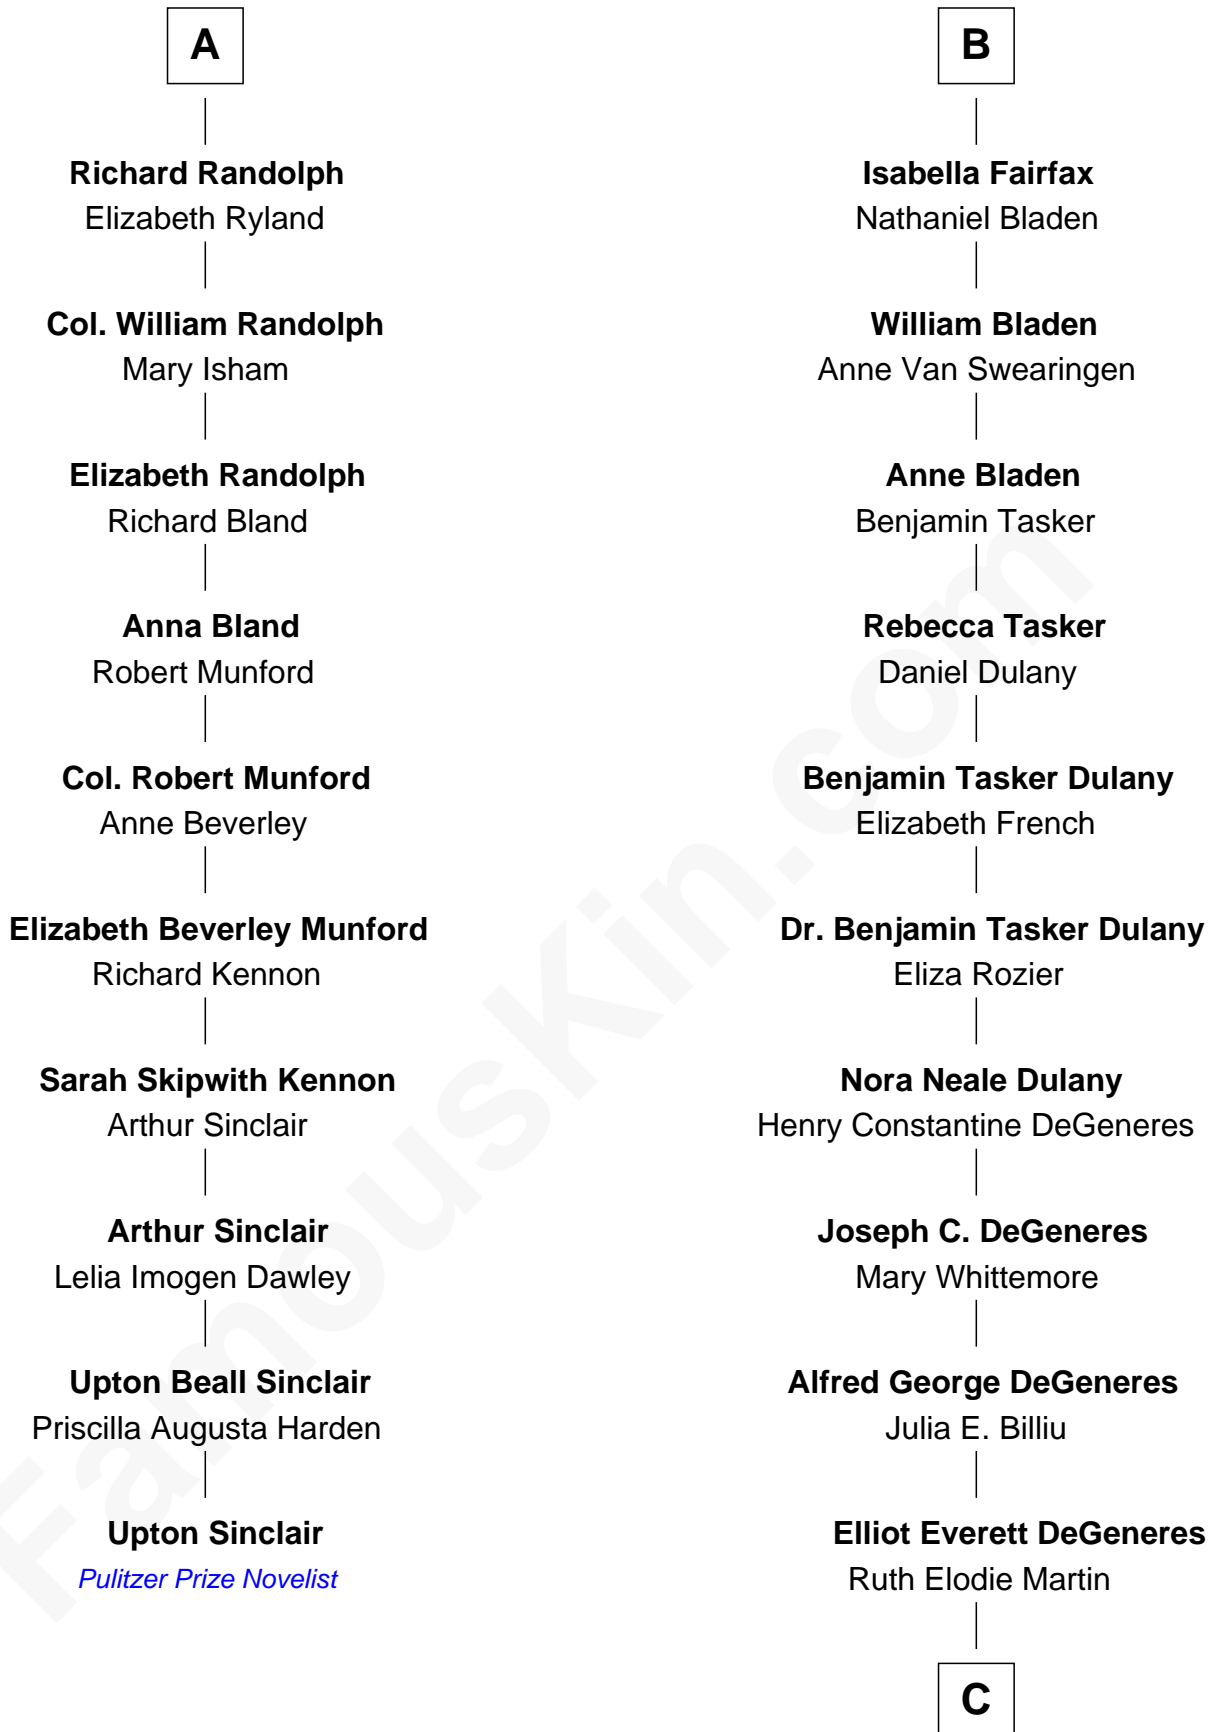 A
Richard Randolph
Elizabeth Ryland
Col. William Randolph
Mary Isham
Elizabeth Randolph
Richard Bland
Anna Bland
Robert Munford
Col. Robert Munford
Anne Beverley
Elizabeth Beverley Munford
Richard Kennon
Sarah Skipwith Kennon
Arthur Sinclair
Arthur Sinclair
Lelia Imogen Dawley
Upton Beall Sinclair
Priscilla Augusta Harden
Upton Sinclair
Pulitzer Prize Novelist
B
Isabella Fairfax
Nathaniel Bladen
William Bladen
Anne Van Swearingen
Anne Bladen
Benjamin Tasker
Rebecca Tasker
Daniel Dulany
Benjamin Tasker Dulany
Elizabeth French
Dr. Benjamin Tasker Dulany
Eliza Rozier
Nora Neale Dulany
Henry Constantine DeGeneres
Joseph C. DeGeneres
Mary Whittemore
Alfred George DeGeneres
Julia E. Billiu
Elliot Everett DeGeneres
Ruth Elodie Martin
C
FamousKin.com